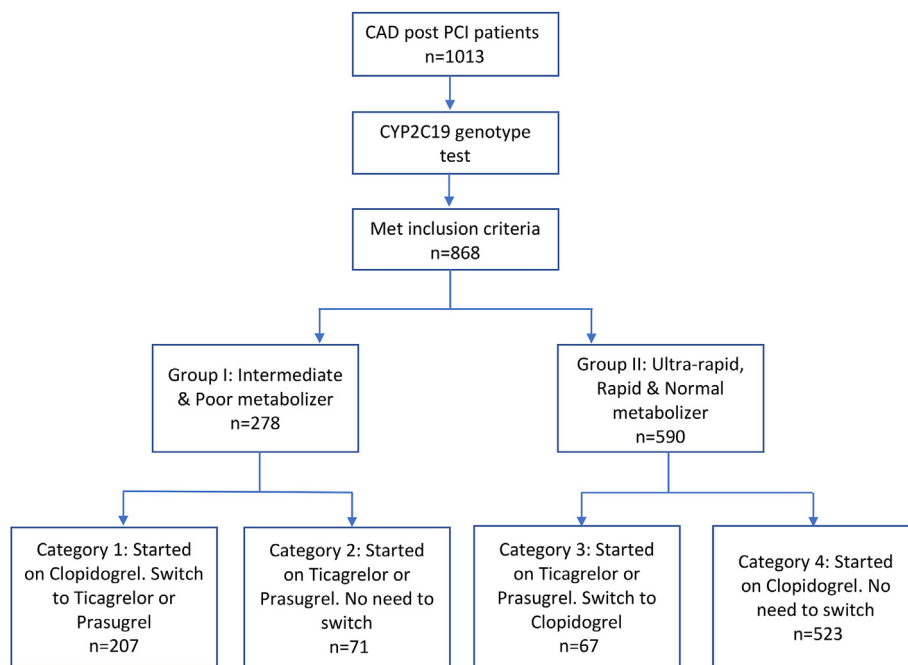 CAD post PCI patients
n=1013
CYP2C19 genotype
test
Met inclusion criteria
n=868
Group I: Intermediate
& Poor metabolizer
n=278
Group II: Ultra-rapid,
Rapid & Normal
metabolizer
n=590
Category 1: Started
on Clopidogrel. Switch
to Ticagrelor or
Prasugrel
n=207
Category 2: Started
on Ticagrelor or
Prasugrel. No need to
switch
n=71
Category 3: Started
on Ticagrelor or
Prasugrel. Switch to
Clopidogrel
n=67
Category 4: Started
on Clopidogrel. No
need to switch
n=523